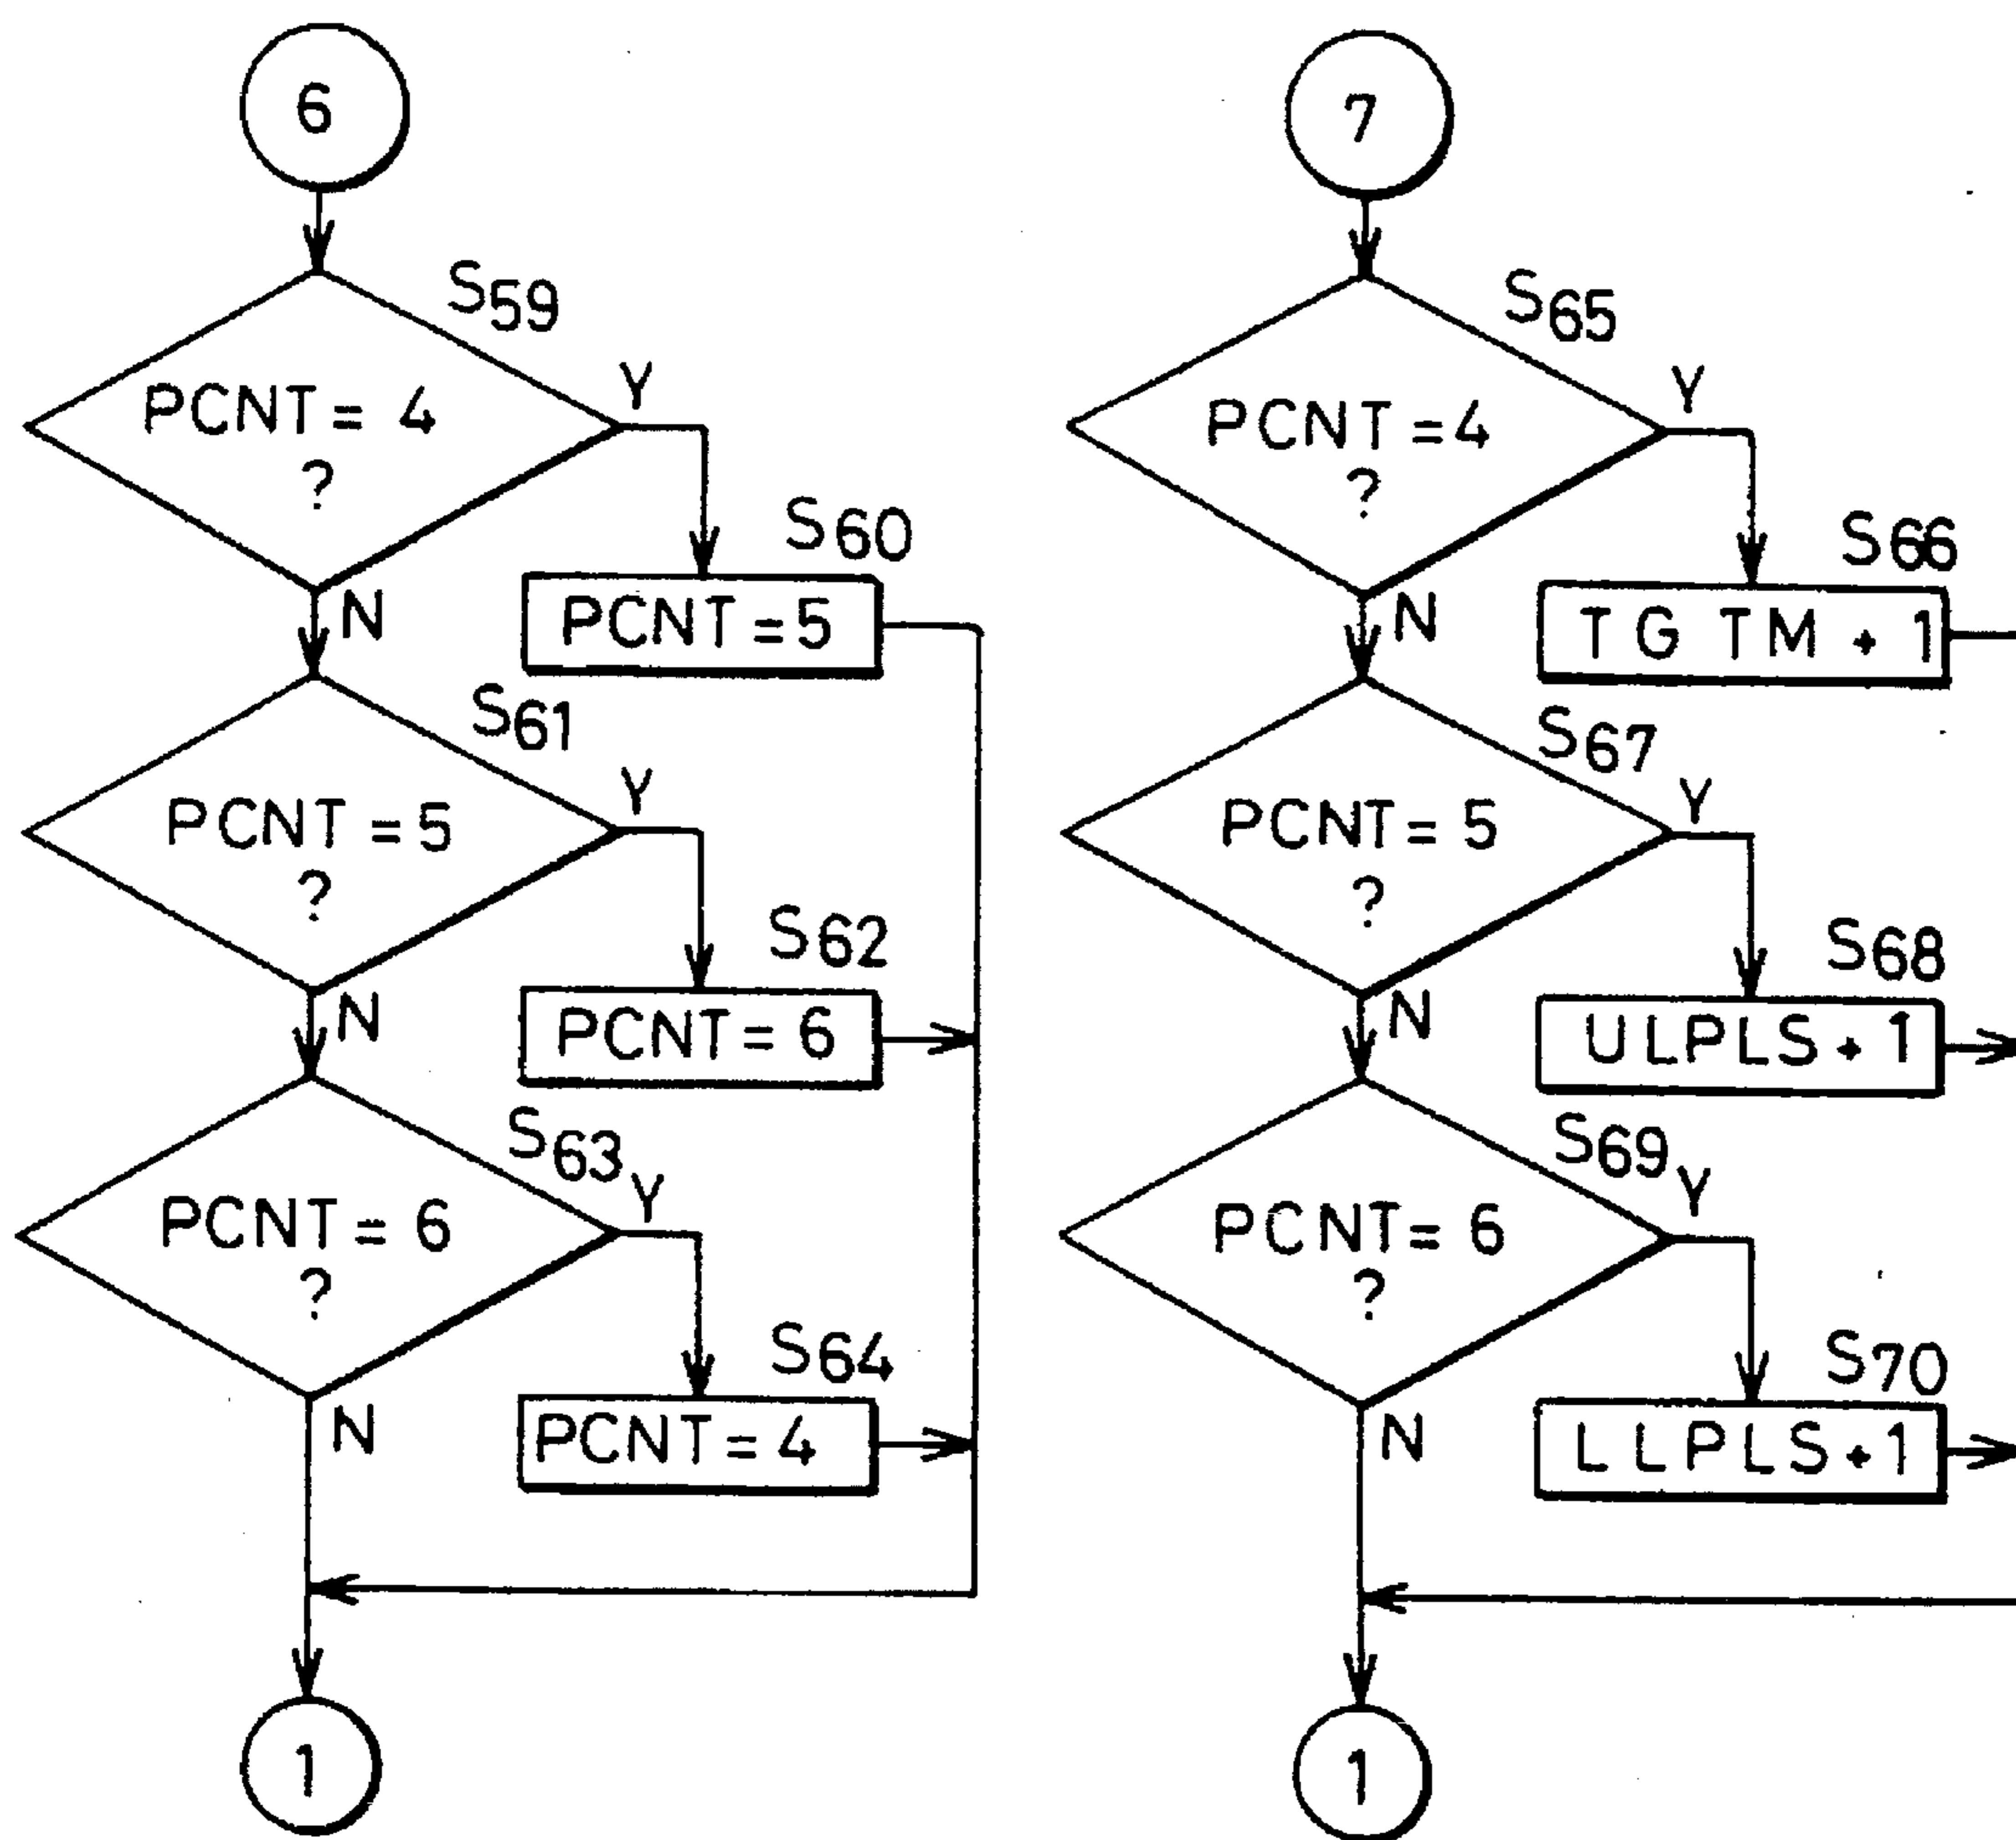 6
S59
PCNT = 4
?
Y
N
S60
PCNT = 5
S61
PCNT = 5
?
Y
N
S62
PCNT = 6
S63
PCNT = 6
?
Y
N
S64
PCNT = 4
1
7
S65
PCNT = 4
?
Y
N
S66
TGTM + 1
S67
PCNT = 5
?
Y
N
S68
ULPLS + 1
S69
PCNT = 6
?
Y
N
S70
LLPLS + 1
1